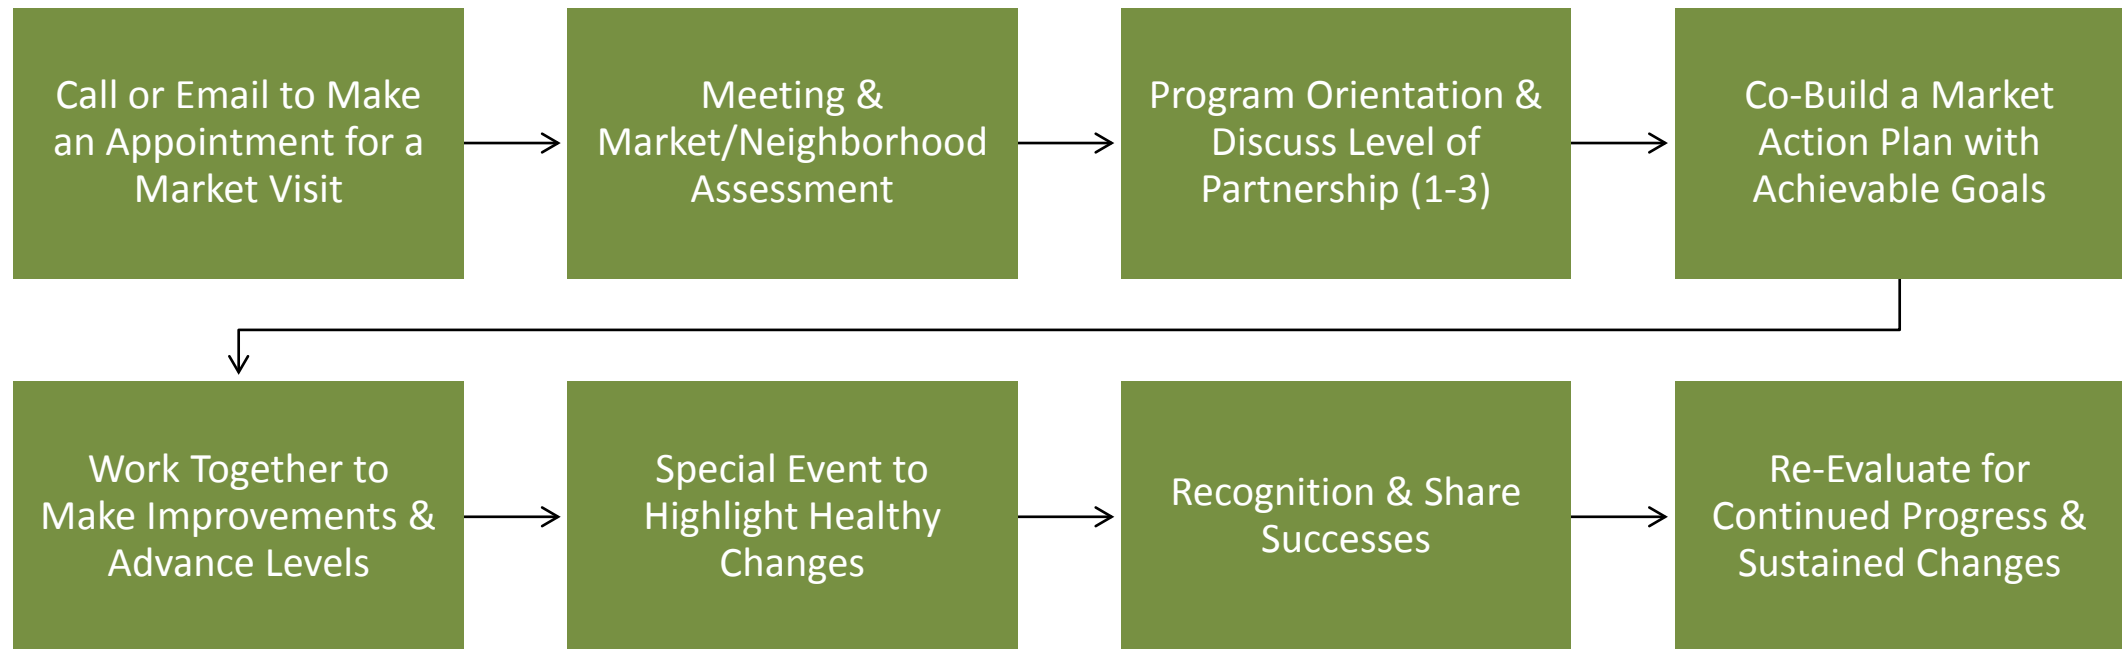 Call or Email to Make
an Appointment for a
Market Visit
Meeting &
Market/Neighborhood
Assessment
Program Orientation &
Discuss Level of
Partnership (1-3)
Co-Build a Market
Action Plan with
Achievable Goals
Work Together to
Make Improvements &
Advance Levels
Special Event to
Highlight Healthy
Changes
Recognition & Share
Successes
Re-Evaluate for
Continued Progress &
Sustained Changes